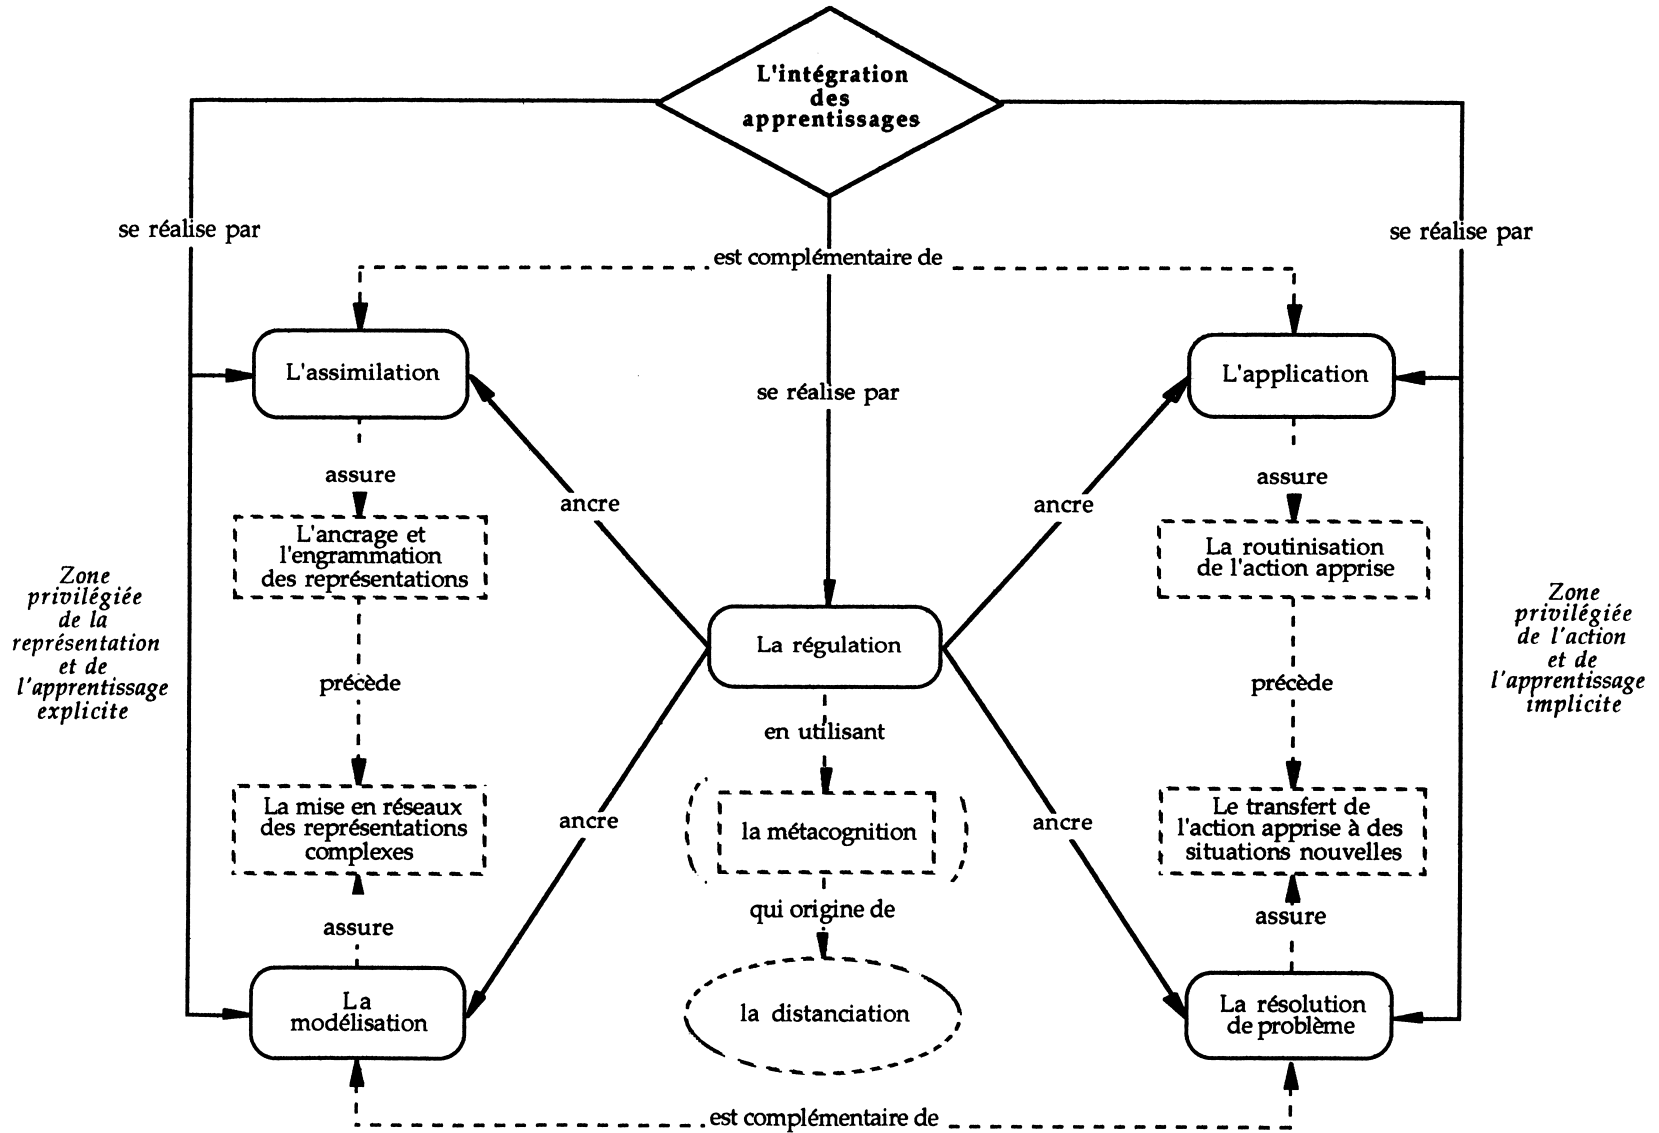 L'intégration
des
apprentissages
se réalise par
se réalise par
est complémentaire de
L'assimilation
L'application
se réalise par
assure
assure
ancre
ancre
L'ancrage et
l'engrammation
des représentations
La routinisation
de l'action apprise
Zone
privilégiée
de la
représentation
et de
l'apprentissage
explicite
Zone
privilégiée
de l'action
et de
l'apprentissage
implicite
La régulation
précède
précède
en utilisant
La mise en réseaux
des représentations
complexes
ancre
la métacognition
ancre
Le transfert de
l'action apprise à des
situations nouvelles
assure
qui origine de
assure
La
modélisation
la distanciation
La résolution
de problème
est complémentaire de